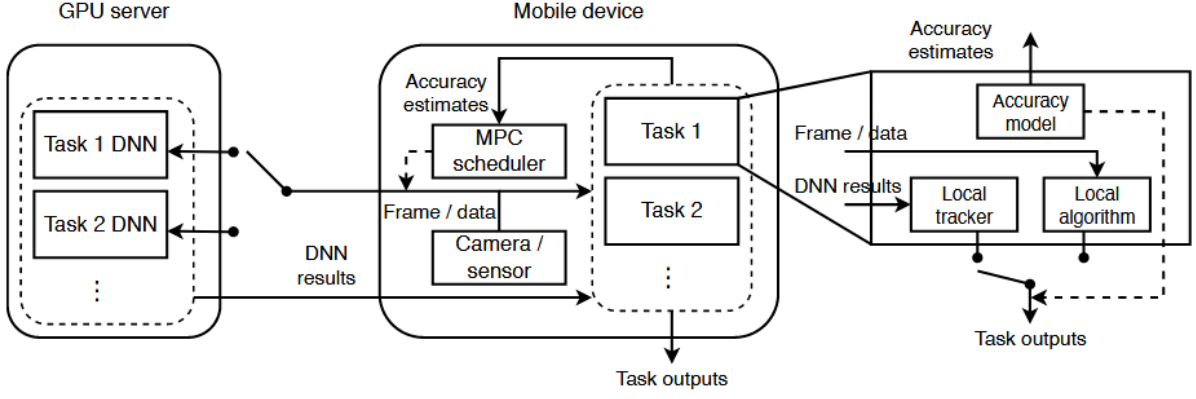 GPU server
Task 1 DNN
Task 2 DNN
⋮
DNN
results
Mobile device
Accuracy
estimates
MPC
scheduler
Frame / data
Camera /
sensor
Task 1
Task 2
⋮
Task outputs
Accuracy
estimates
Accuracy
model
Frame / data
DNN results
Local
tracker
Local
algorithm
Task outputs